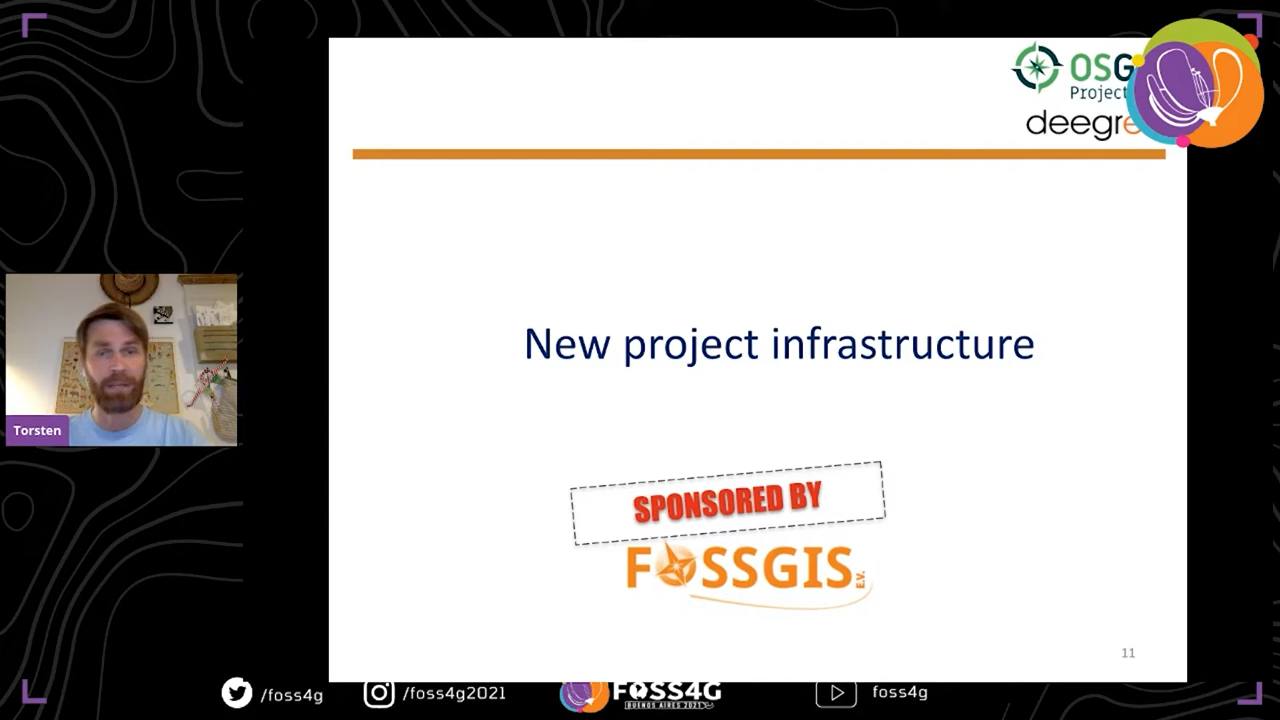 OSG
Project
deegre
New project infrastructure
SPONSORED BY
FOSSGIS e.v.
11
Torsten
/foss4g
/foss4g2021
FOSS4G
BUENOS AIRES 2021
foss4g